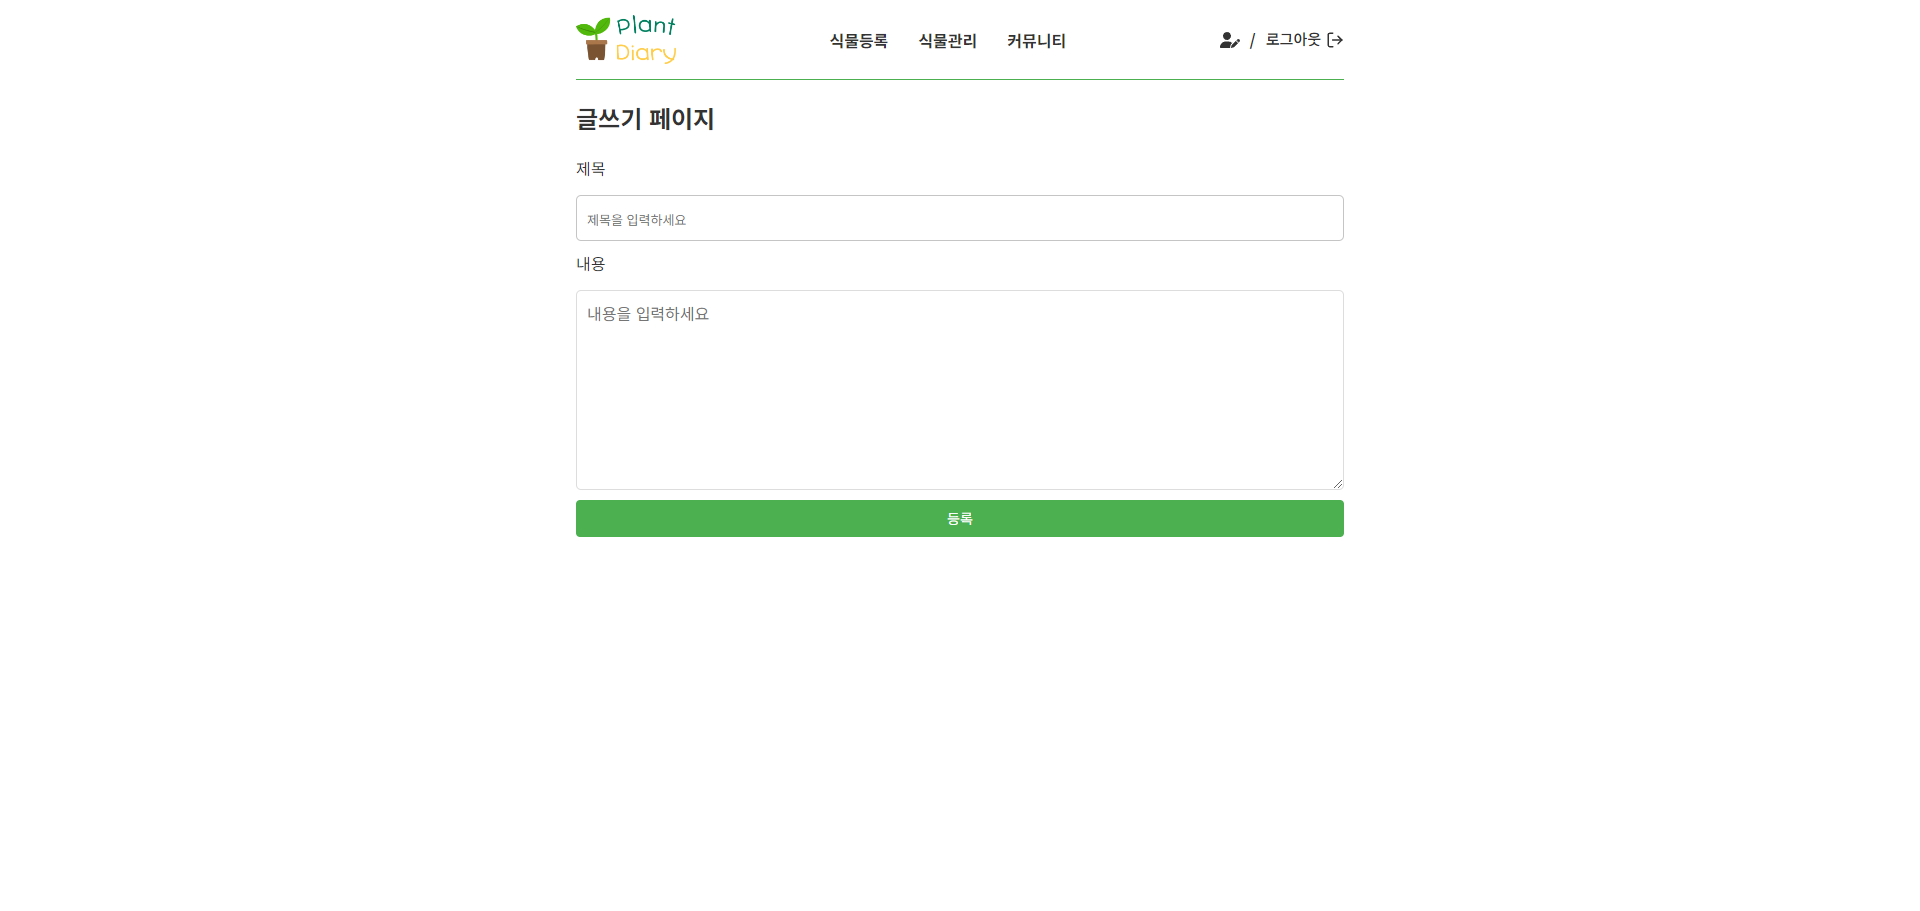 Plant
Diary
식물등록 식물관리 커뮤니티 / 로그아웃
글쓰기 페이지
제목
제목을 입력하세요
내용
내용을 입력하세요
등록